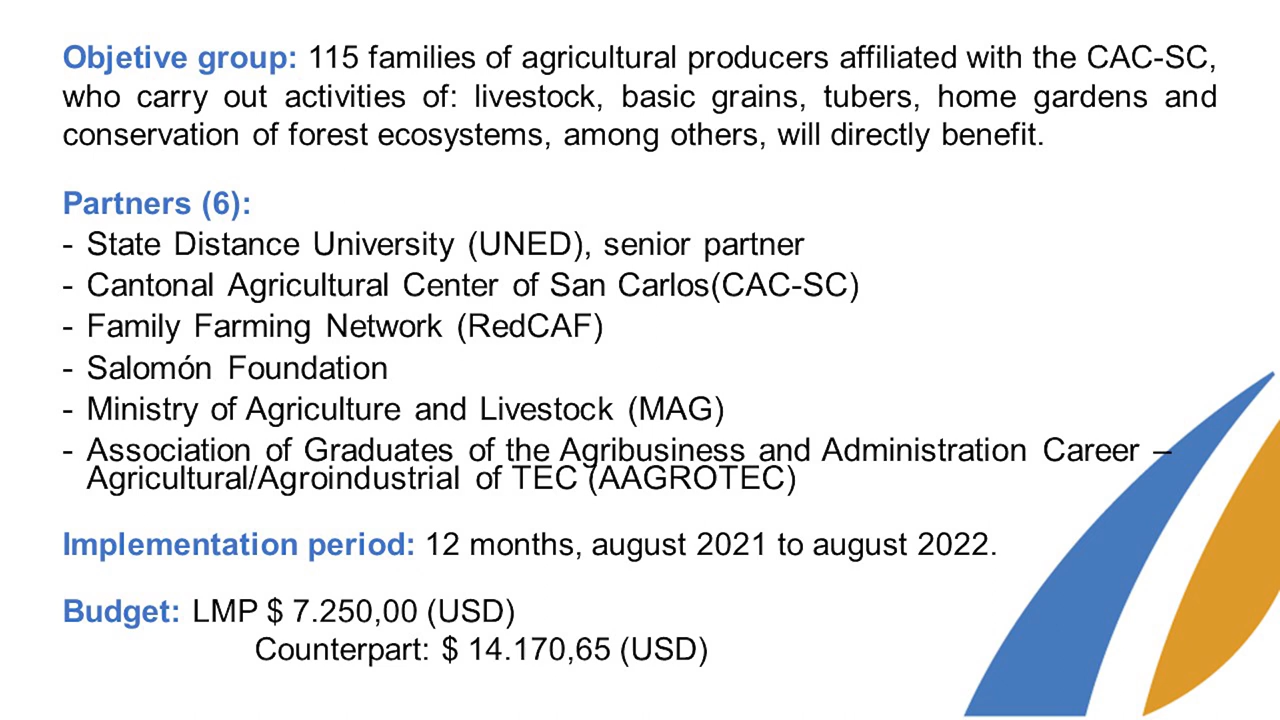 Objetive group: 115 families of agricultural producers affiliated with the CAC-SC,
who carry out activities of: livestock, basic grains, tubers, home gardens and
conservation of forest ecosystems, among others, will directly benefit.
Partners (6):
- State Distance University (UNED), senior partner
- Cantonal Agricultural Center of San Carlos(CAC-SC)
- Family Farming Network (RedCAF)
- Salomón Foundation
- Ministry of Agriculture and Livestock (MAG)
- Association of Graduates of the Agribusiness and Administration Career –
Agricultural/Agroindustrial of TEC (AAGROTEC)
Implementation period: 12 months, august 2021 to august 2022.
Budget: LMP $ 7.250,00 (USD)
Counterpart: $ 14.170,65 (USD)